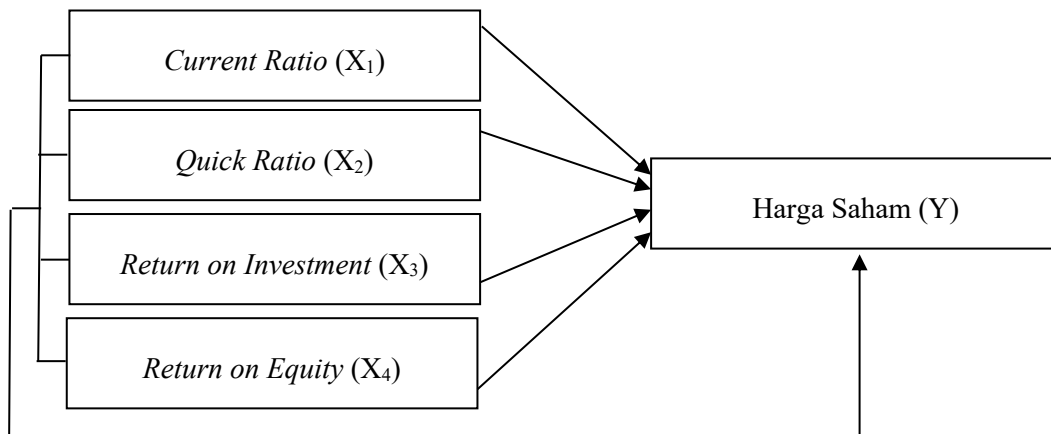 Current Ratio (X₁)
Quick Ratio (X₂)
Return on Investment (X₃)
Return on Equity (X₄)
Harga Saham (Y)